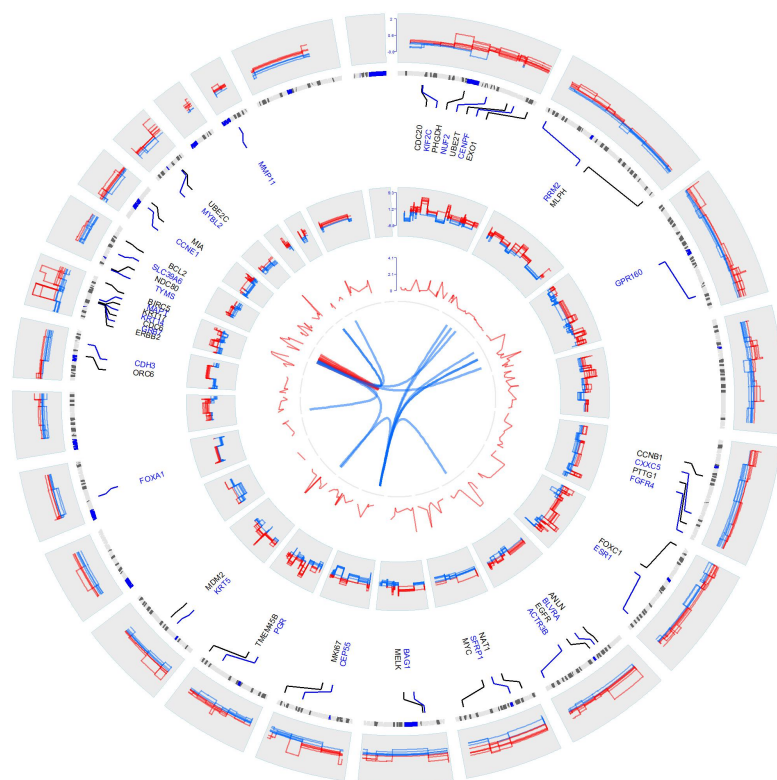 CDC20
KIF2C
PHGDH
NUF2
UBE2T
CENPF
EXO1
RRM2
MLPH
GPR160
CCNB1
CXXC5
PTTG1
FGFR4
FOXC1
ESR1
ANLN
BLVRA
EGFR
ACTR3B
NAT1
SFRP1
MYC
BAG1
MELK
MKI67
CEP55
TMEM45B
PGR
MDM2
KRT5
FOXA1
CDH3
ORC6
BIRC5
KRT17
CDC6
GRB7
ERBB2
NDC80
TYMS
BCL2
SLC39A6
MIA
CCNE1
UBE2C
MYBL2
MMP11